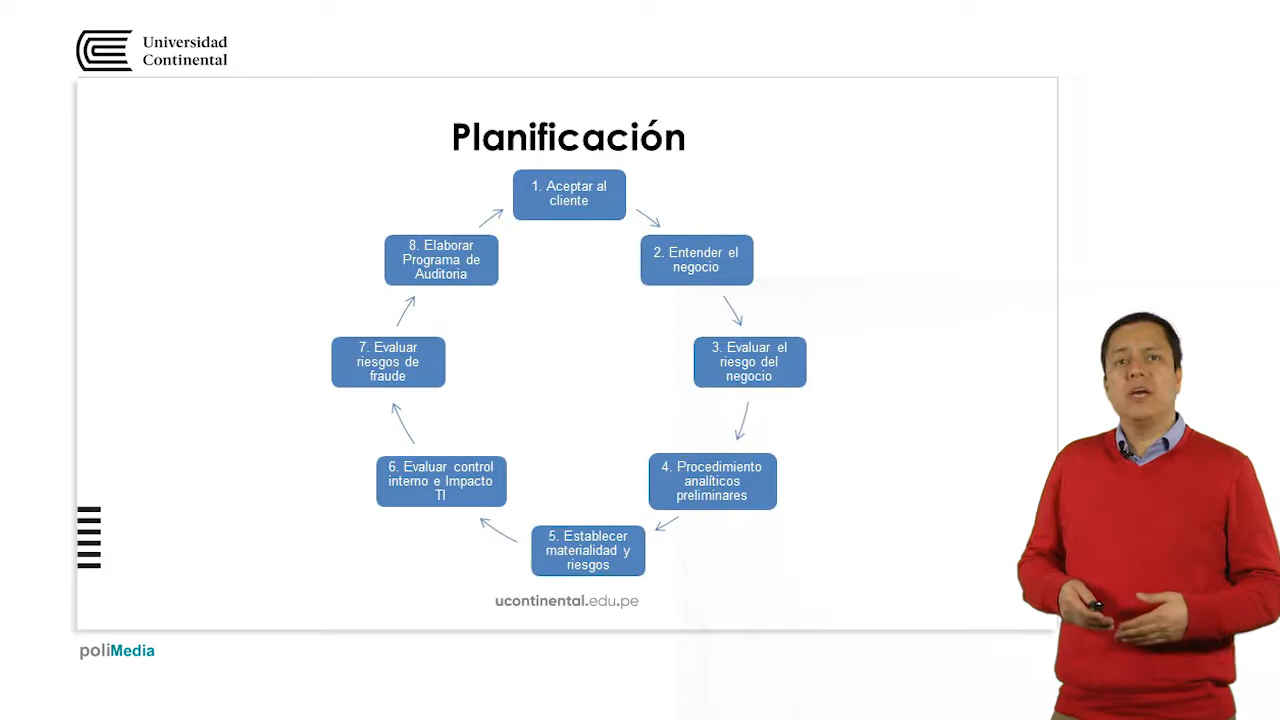 Universidad
Continental
Planificación
1. Aceptar al
cliente
2. Entender el
negocio
3. Evaluar el
riesgo del
negocio
4. Procedimiento
analíticos
preliminares
5. Establecer
materialidad y
riesgos
6. Evaluar control
interno e Impacto
TI
7. Evaluar
riesgos de
fraude
8. Elaborar
Programa de
Auditoria
ucontinental.edu.pe
poliMedia